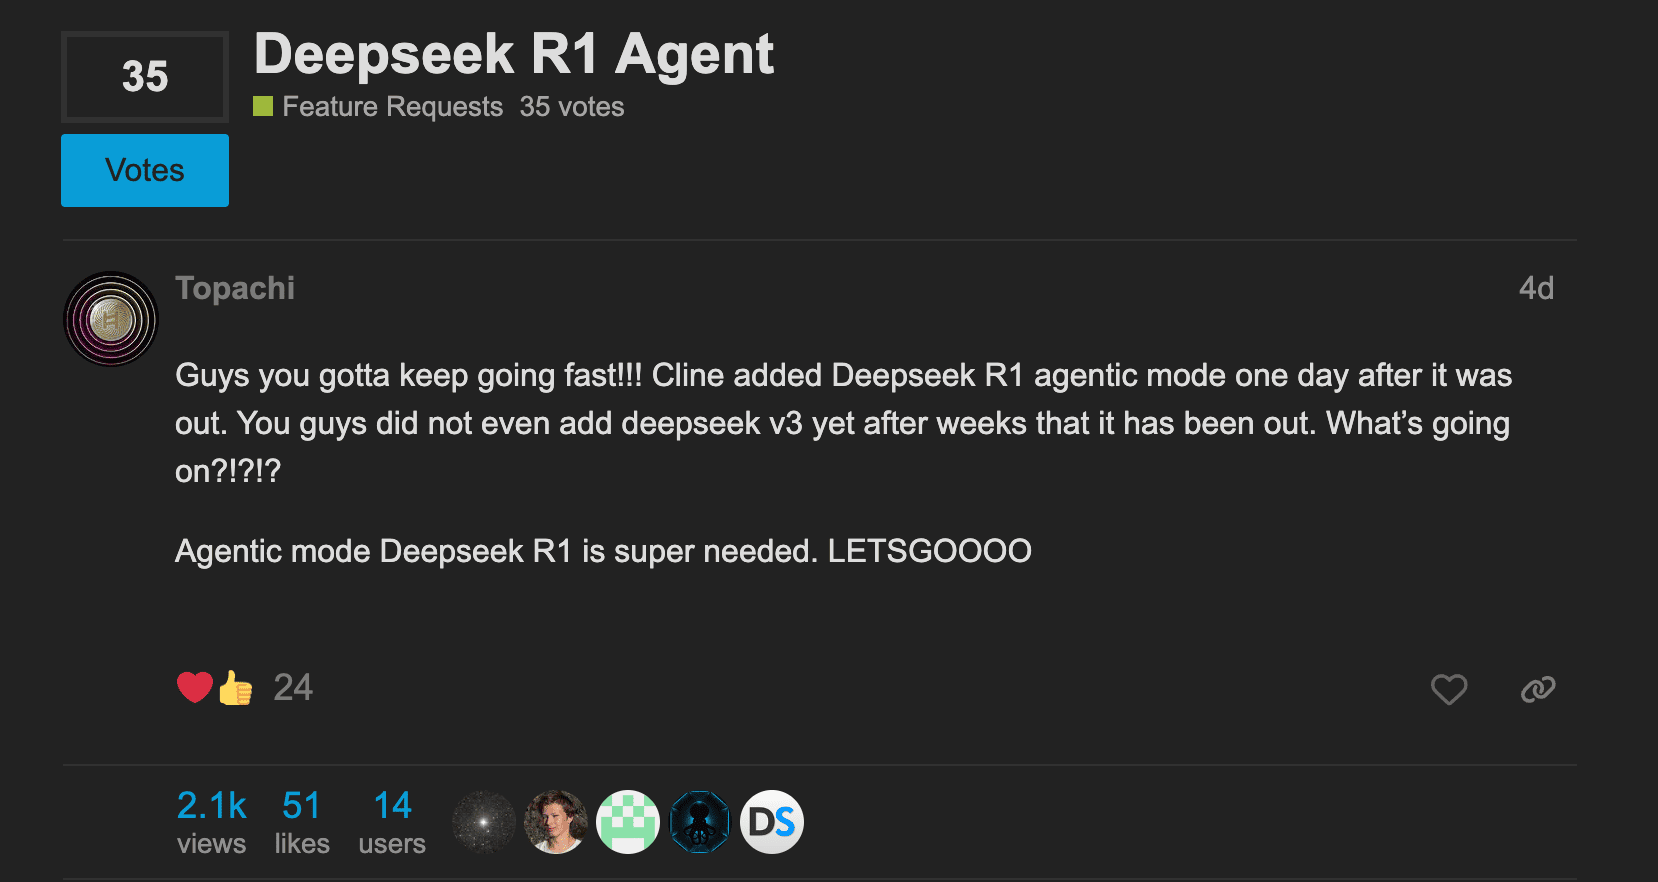 35
Deepseek R1 Agent
Feature Requests 35 votes
Votes
Topachi 4d
Guys you gotta keep going fast!!! Cline added Deepseek R1 agentic mode one day after it was
out. You guys did not even add deepseek v3 yet after weeks that it has been out. What’s going
on?!?!?
Agentic mode Deepseek R1 is super needed. LETSGOOOO
24
2.1k 51 14
views likes users
DS